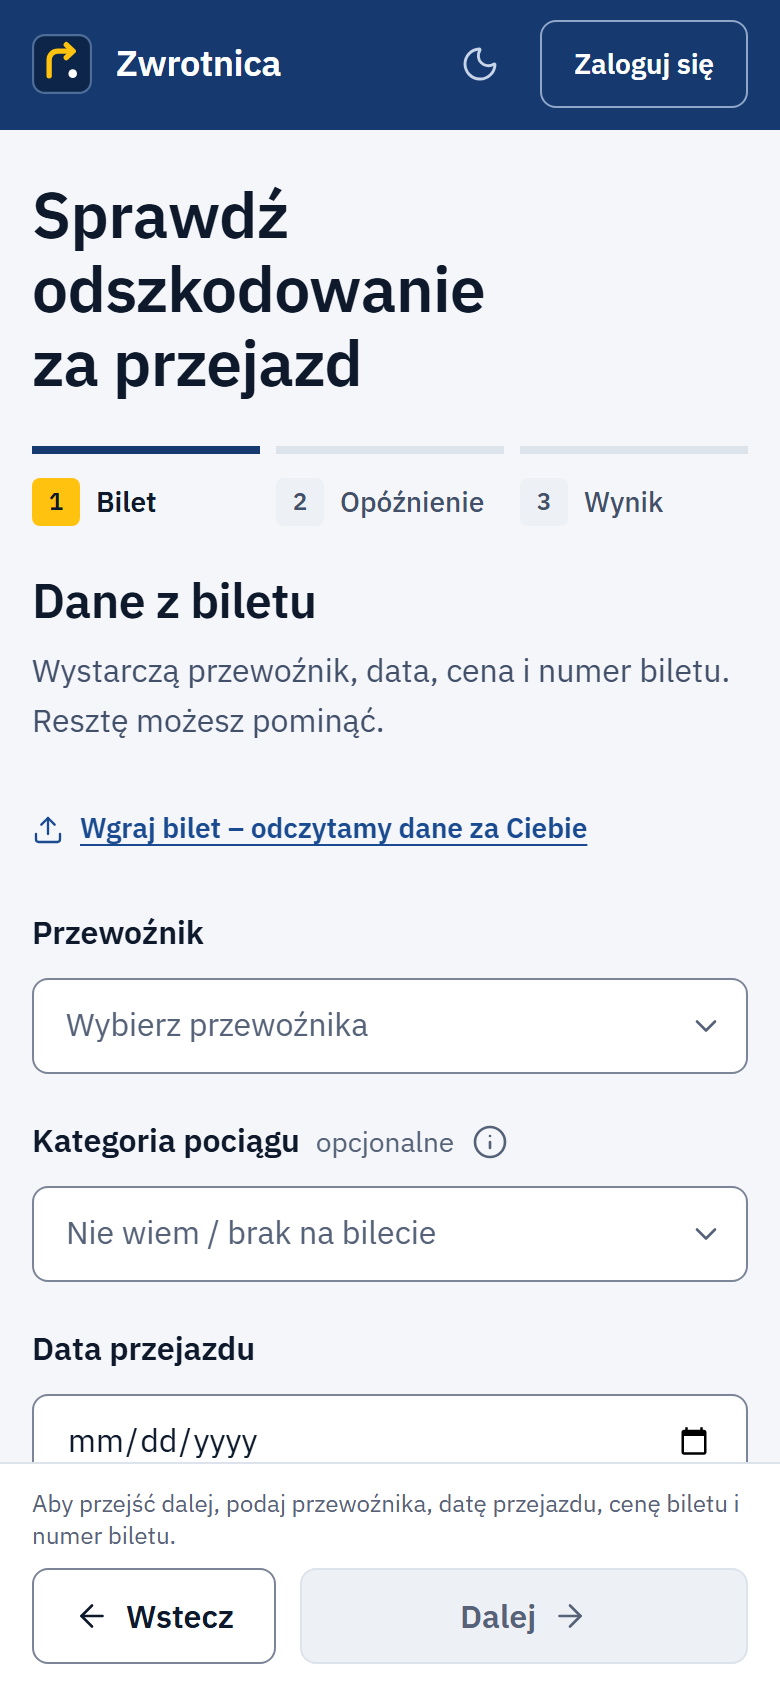 Zwrotnica
Zaloguj się
Sprawdź
odszkodowanie
za przejazd
1 Bilet
2 Opóźnienie
3 Wynik
Dane z biletu
Wystarczą przewoźnik, data, cena i numer biletu.
Resztę możesz pominąć.
Wgraj bilet – odczytamy dane za Ciebie
Przewoźnik
Wybierz przewoźnika
Kategoria pociągu opcjonalne
Nie wiem / brak na bilecie
Data przejazdu
mm/dd/yyyy
Aby przejść dalej, podaj przewoźnika, datę przejazdu, cenę biletu i
numer biletu.
Wstecz
Dalej